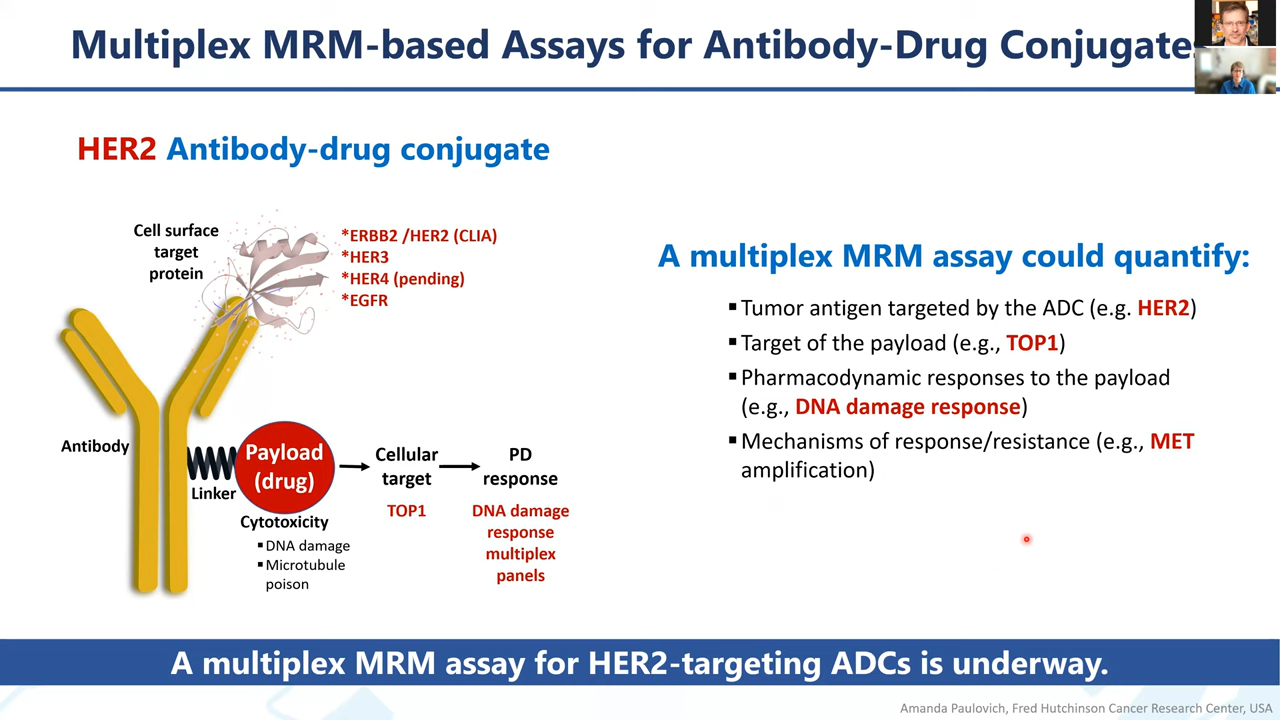 Multiplex MRM-based Assays for Antibody-Drug Conjugates
HER2 Antibody-drug conjugate
Cell surface
target
protein
*ERBB2 /HER2 (CLIA)
*HER3
*HER4 (pending)
*EGFR
Antibody
Linker
Payload
(drug)
Cytotoxicity
▪DNA damage
▪Microtubule
poison
Cellular
target
TOP1
PD
response
DNA damage
response
multiplex
panels
A multiplex MRM assay could quantify:
▪Tumor antigen targeted by the ADC (e.g. HER2)
▪Target of the payload (e.g., TOP1)
▪Pharmacodynamic responses to the payload
(e.g., DNA damage response)
▪Mechanisms of response/resistance (e.g., MET
amplification)
A multiplex MRM assay for HER2-targeting ADCs is underway.
Amanda Paulovich, Fred Hutchinson Cancer Research Center, USA